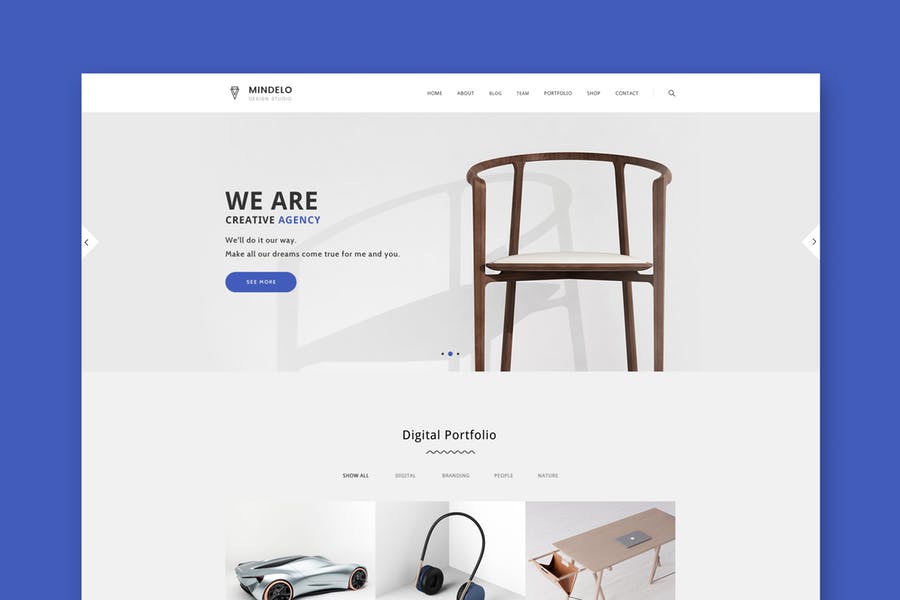 MINDELO
DESIGN STUDIO
HOME ABOUT BLOG TEAM PORTFOLIO SHOP CONTACT
WE ARE
CREATIVE AGENCY
We'll do it our way.
Make all our dreams come true for me and you.
SEE MORE
Digital Portfolio
SHOW ALL DIGITAL BRANDING PEOPLE NATURE